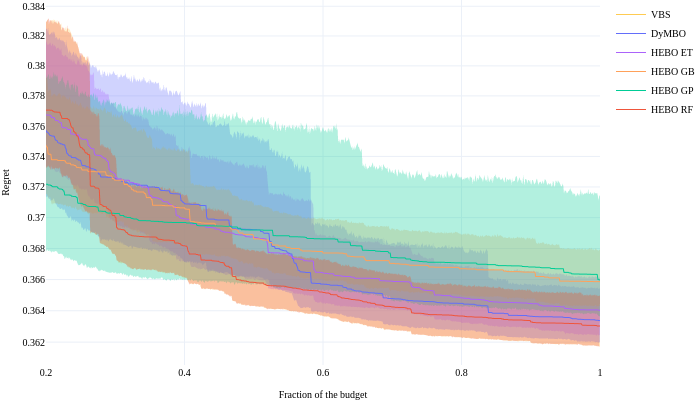 0.384
0.382
0.38
0.378
0.376
0.374
0.372
0.37
0.368
0.366
0.364
0.362
Regret
0.2
0.4
0.6
0.8
1
Fraction of the budget
VBS
DyMBO
HEBO ET
HEBO GB
HEBO GP
HEBO RF